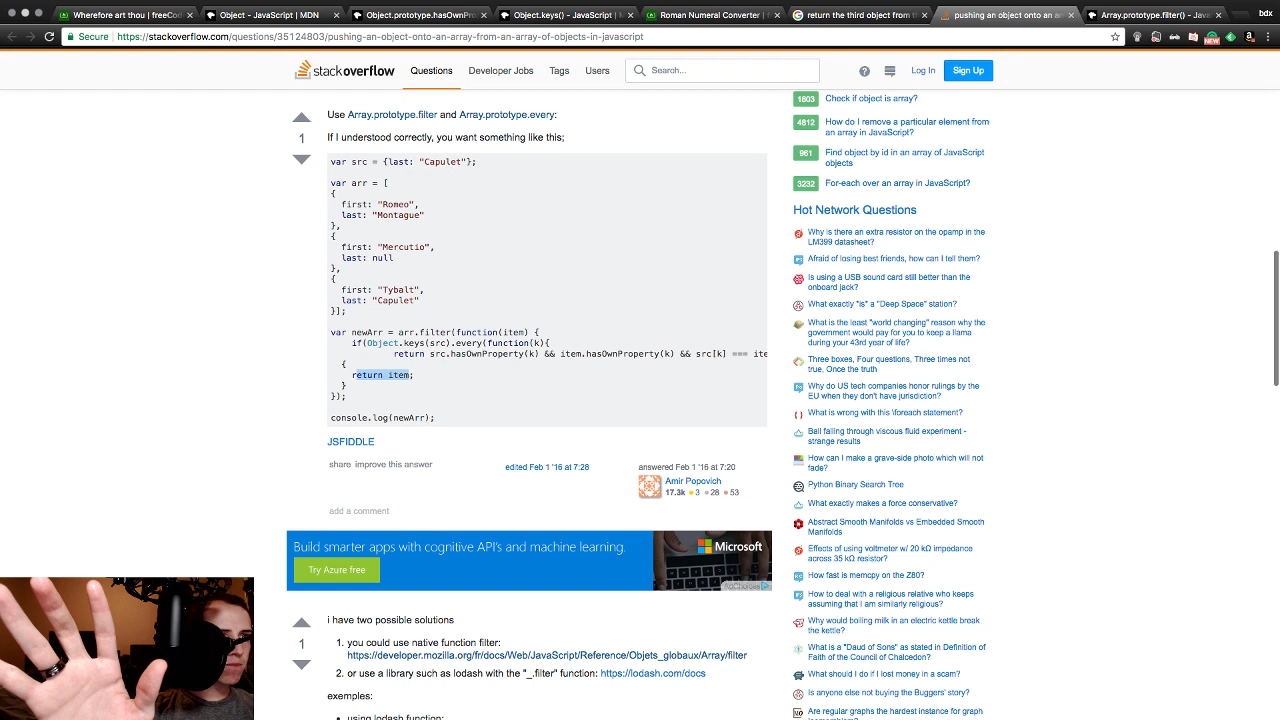 Wherefore art thou | freeCod
Object - JavaScript | MDN
Object.prototype.hasOwnPro
Object.keys() - JavaScript |
Roman Numeral Converter |
return the third object from t
pushing an object onto an ar
Array.prototype.filter() - Java
bdx
Secure
https://stackoverflow.com/questions/35124803/pushing-an-object-onto-an-array-from-an-array-of-objects-in-javascript
NEW
stackoverflow
Questions
Developer Jobs
Tags
Users
Search...
Log In
Sign Up
Use Array.prototype.filter and Array.prototype.every:
1
If I understood correctly, you want something like this;
var src = {last: "Capulet"};
var arr = [
{
first: "Romeo",
last: "Montague"
},
{
first: "Mercutio",
last: null
},
{
first: "Tybalt",
last: "Capulet"
}];
var newArr = arr.filter(function(item) {
if(Object.keys(src).every(function(k){
return src.hasOwnProperty(k) && item.hasOwnProperty(k) && src[k] === ite
{
return item;
}
});
console.log(newArr);
JSFIDDLE
share improve this answer
edited Feb 1 '16 at 7:28
answered Feb 1 '16 at 7:20
Amir Popovich
17.3k 3 28 53
add a comment
Build smarter apps with cognitive API's and machine learning.
Try Azure free
Microsoft
AdChoices
i have two possible solutions
1
1. you could use native function filter:
https://developer.mozilla.org/fr/docs/Web/JavaScript/Reference/Objets_globaux/Array/filter
2. or use a library such as lodash with the "_.filter" function: https://lodash.com/docs
exemples:
• using lodash function:
1603 Check if object is array?
4812 How do I remove a particular element from
an array in JavaScript?
961 Find object by id in an array of JavaScript
objects
3232 For-each over an array in JavaScript?
Hot Network Questions
Why is there an extra resistor on the opamp in the
LM399 datasheet?
Afraid of losing best friends, how can I tell them?
Is using a USB sound card still better than the
onboard jack?
What exactly *is* a "Deep Space" station?
What is the least "world changing" reason why the
government would pay for you to keep a llama
during your 43rd year of life?
Three boxes, Four questions, Three times not
true, Once the truth
Why do US tech companies honor rulings by the
EU when they don't have jurisdiction?
What is wrong with this \foreach statement?
Ball falling through viscous fluid experiment -
strange results
How can I make a grave-side photo which will not
fade?
Python Binary Search Tree
What exactly makes a force conservative?
Abstract Smooth Manifolds vs Embedded Smooth
Manifolds
Effects of using voltmeter w/ 20 kΩ impedance
across 35 kΩ resistor?
How fast is memcpy on the Z80?
How to deal with a religious relative who keeps
assuming that I am similarly religious?
Why would boiling milk in an electric kettle break
the kettle?
What is a "Daud of Sons" as stated in Definition of
Faith of the Council of Chalcedon?
What should I do if I lost money in a scam?
Is anyone else not buying the Buggers' story?
Are regular graphs the hardest instance for graph